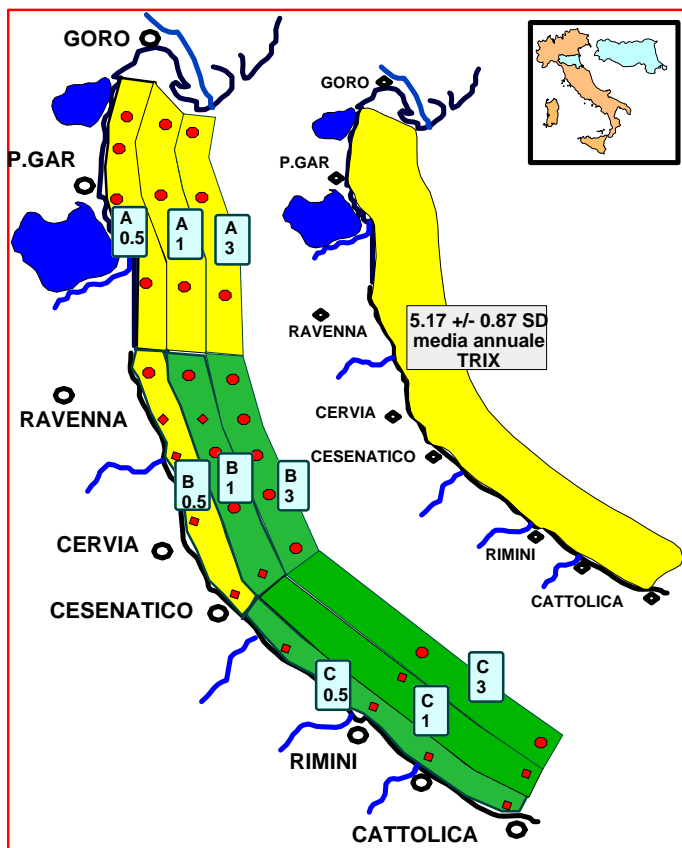 GORO
P.GAR
A
0.5
A
1
A
3
RAVENNA
B
0.5
B
1
B
3
CERVIA
CESENATICO
C
0.5
C
1
C
3
RIMINI
CATTOLICA
GORO
P.GAR
RAVENNA
5.17 +/- 0.87 SD
media annuale
TRIX
CERVIA
CESENATICO
RIMINI
CATTOLICA